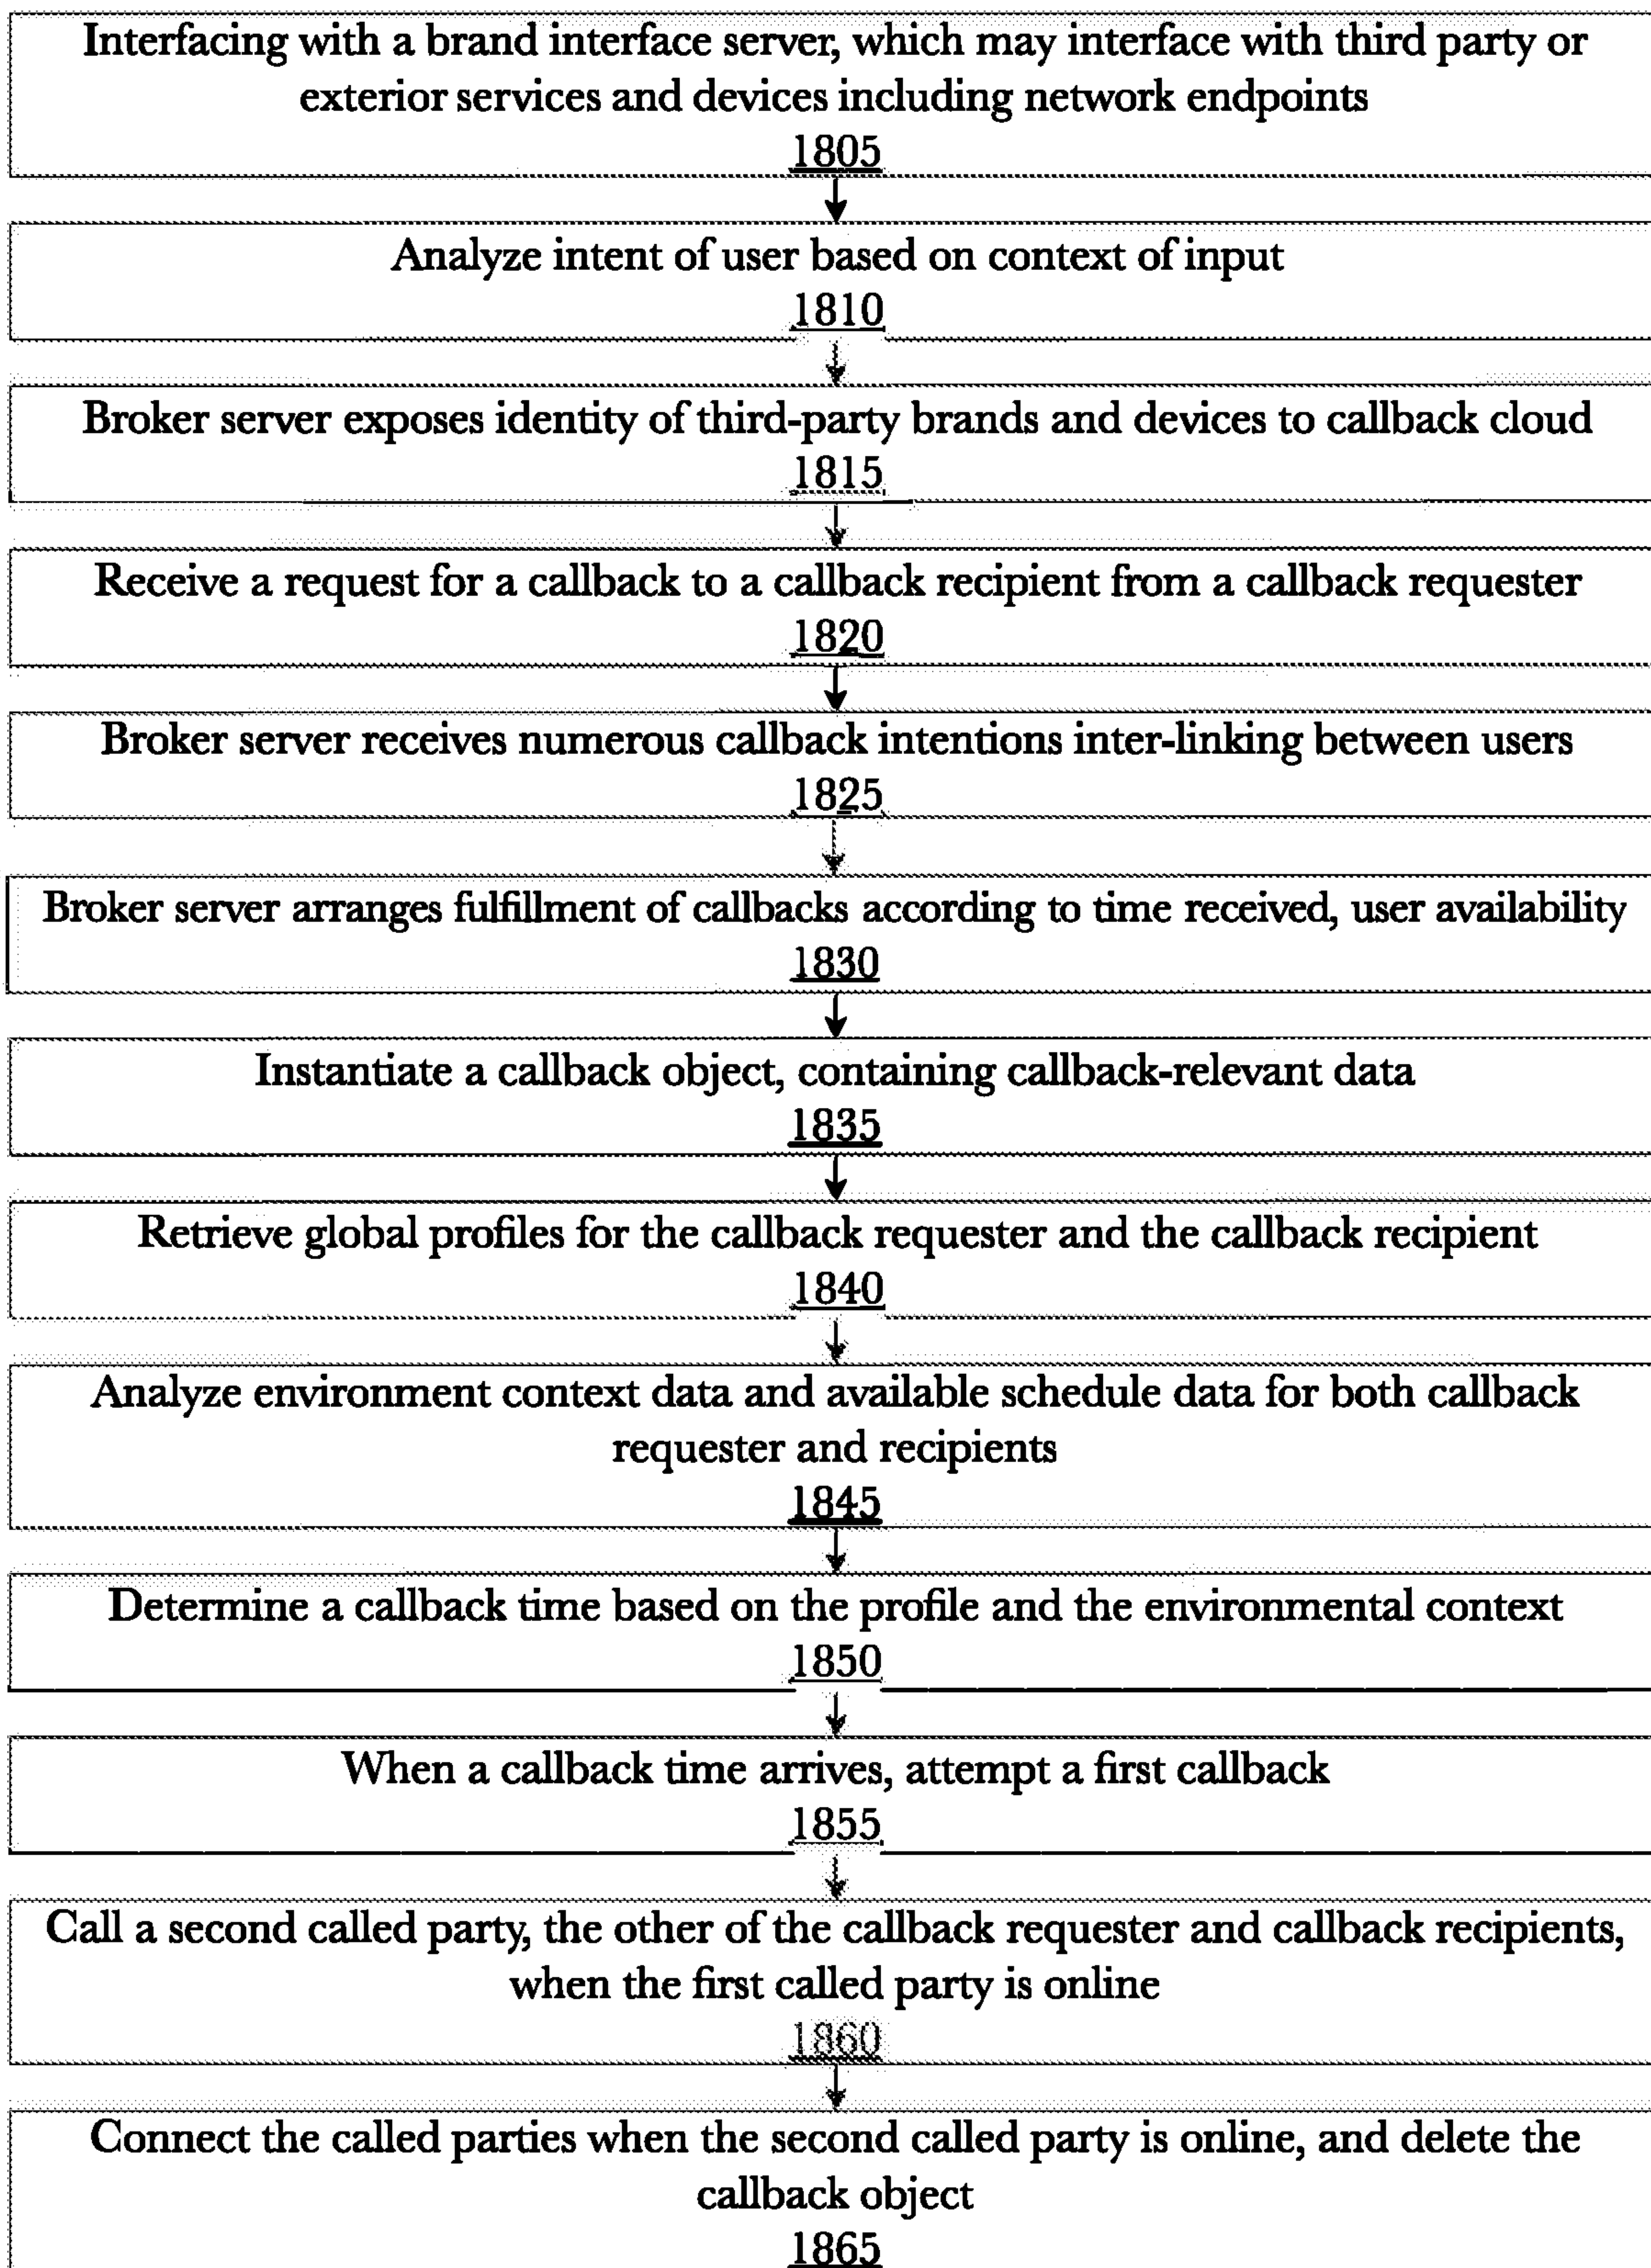 Interfacing with a brand interface server, which may interface with third party or
exterior services and devices including network endpoints
1805
Analyze intent of user based on context of input
1810
Broker server exposes identity of third-party brands and devices to callback cloud
1815
Receive a request for a callback to a callback recipient from a callback requester
1820
Broker server receives numerous callback intentions inter-linking between users
1825
Broker server arranges fulfillment of callbacks according to time received, user availability
1830
Instantiate a callback object, containing callback-relevant data
1835
Retrieve global profiles for the callback requester and the callback recipient
1840
Analyze environment context data and available schedule data for both callback
requester and recipients
1845
Determine a callback time based on the profile and the environmental context
1850
When a callback time arrives, attempt a first callback
1855
Call a second called party, the other of the callback requester and callback recipients,
when the first called party is online
1860
Connect the called parties when the second called party is online, and delete the
callback object
1865